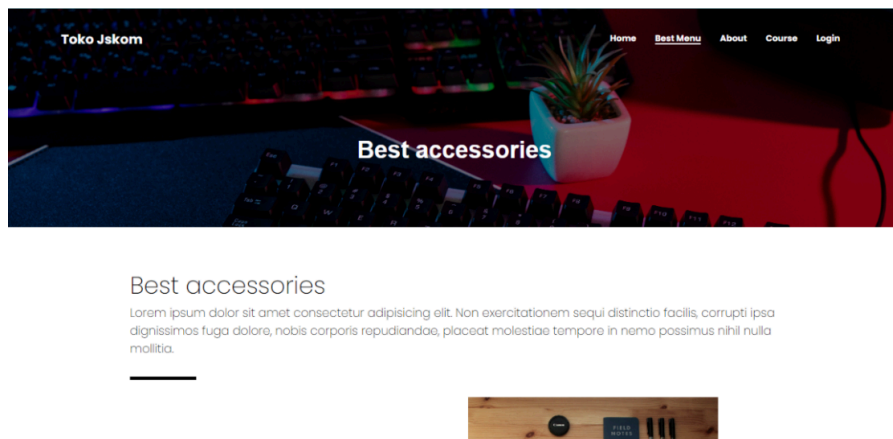 Toko Jskom
Home Best Menu About Course Login
Best accessories
Best accessories
Lorem ipsum dolor sit amet consectetur adipisicing elit. Non exercitationem sequi distinctio facilis, corrupti ipsa
dignissimos fuga dolore, nobis corporis repudiandae, placeat molestiae tempore in nemo possimus nihil nulla
mollitia.
FIELD
NOTES